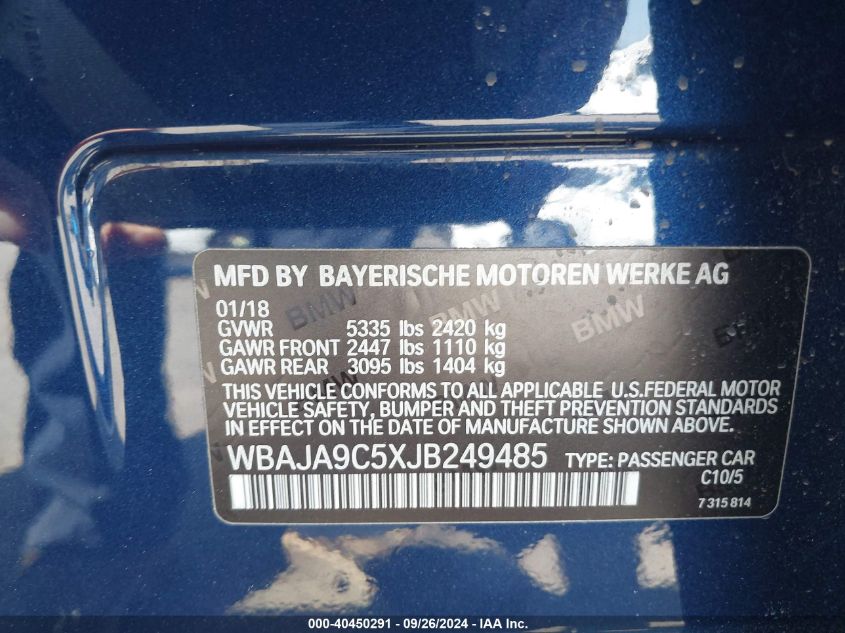 MFD BY BAYERISCHE MOTOREN WERKE AG
01/18
GVWR 5335 lbs 2420 kg
GAWR FRONT 2447 lbs 1110 kg
GAWR REAR 3095 lbs 1404 kg
THIS VEHICLE CONFORMS TO ALL APPLICABLE U.S.FEDERAL MOTOR
VEHICLE SAFETY, BUMPER AND THEFT PREVENTION STANDARDS
IN EFFECT ON THE DATE OF MANUFACTURE SHOWN ABOVE.
WBAJA9C5XJB249485 TYPE: PASSENGER CAR
C10/5
7 315 814
BMW BMW BMW
000-40450291 - 09/26/2024 - IAA, Inc.